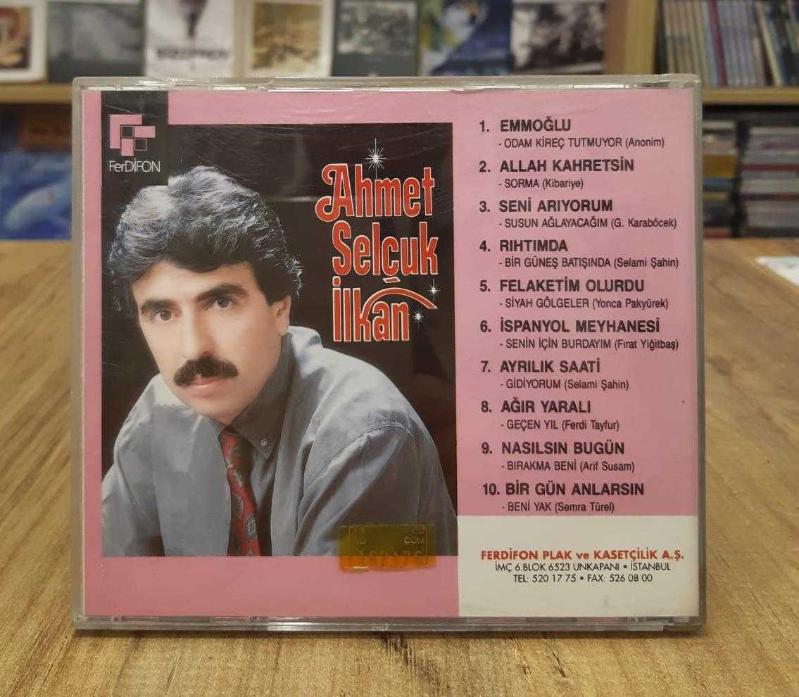 FerDİFON
Ahmet
Selçuk
İlkan
1. EMMOĞLU
- ODAM KİREÇ TUTMUYOR (Anonim)
2. ALLAH KAHRETSİN
- SORMA (Kibariye)
3. SENİ ARIYORUM
- SUSUN AĞLAYACAĞIM (G. Karaböcek)
4. RIHTIMDA
- BİR GÜNEŞ BATIŞINDA (Selami Şahin)
5. FELAKETİM OLURDU
- SİYAH GÖLGELER (Yonca Pakyürek)
6. İSPANYOL MEYHANESİ
- SENİN İÇİN BURDAYIM (Fırat Yiğitbaş)
7. AYRILIK SAATİ
- GİDİYORUM (Selami Şahin)
8. AĞIR YARALI
- GEÇEN YIL (Ferdi Tayfur)
9. NASILSIN BUGÜN
- BIRAKMA BENİ (Arif Susam)
10. BİR GÜN ANLARSIN
- BENİ YAK (Semra Türel)
FERDİFON PLAK ve KASETÇİLİK A.Ş.
İMÇ 6.BLOK 6523 UNKAPANI • İSTANBUL
TEL: 520 17 75 • FAX: 526 08 00